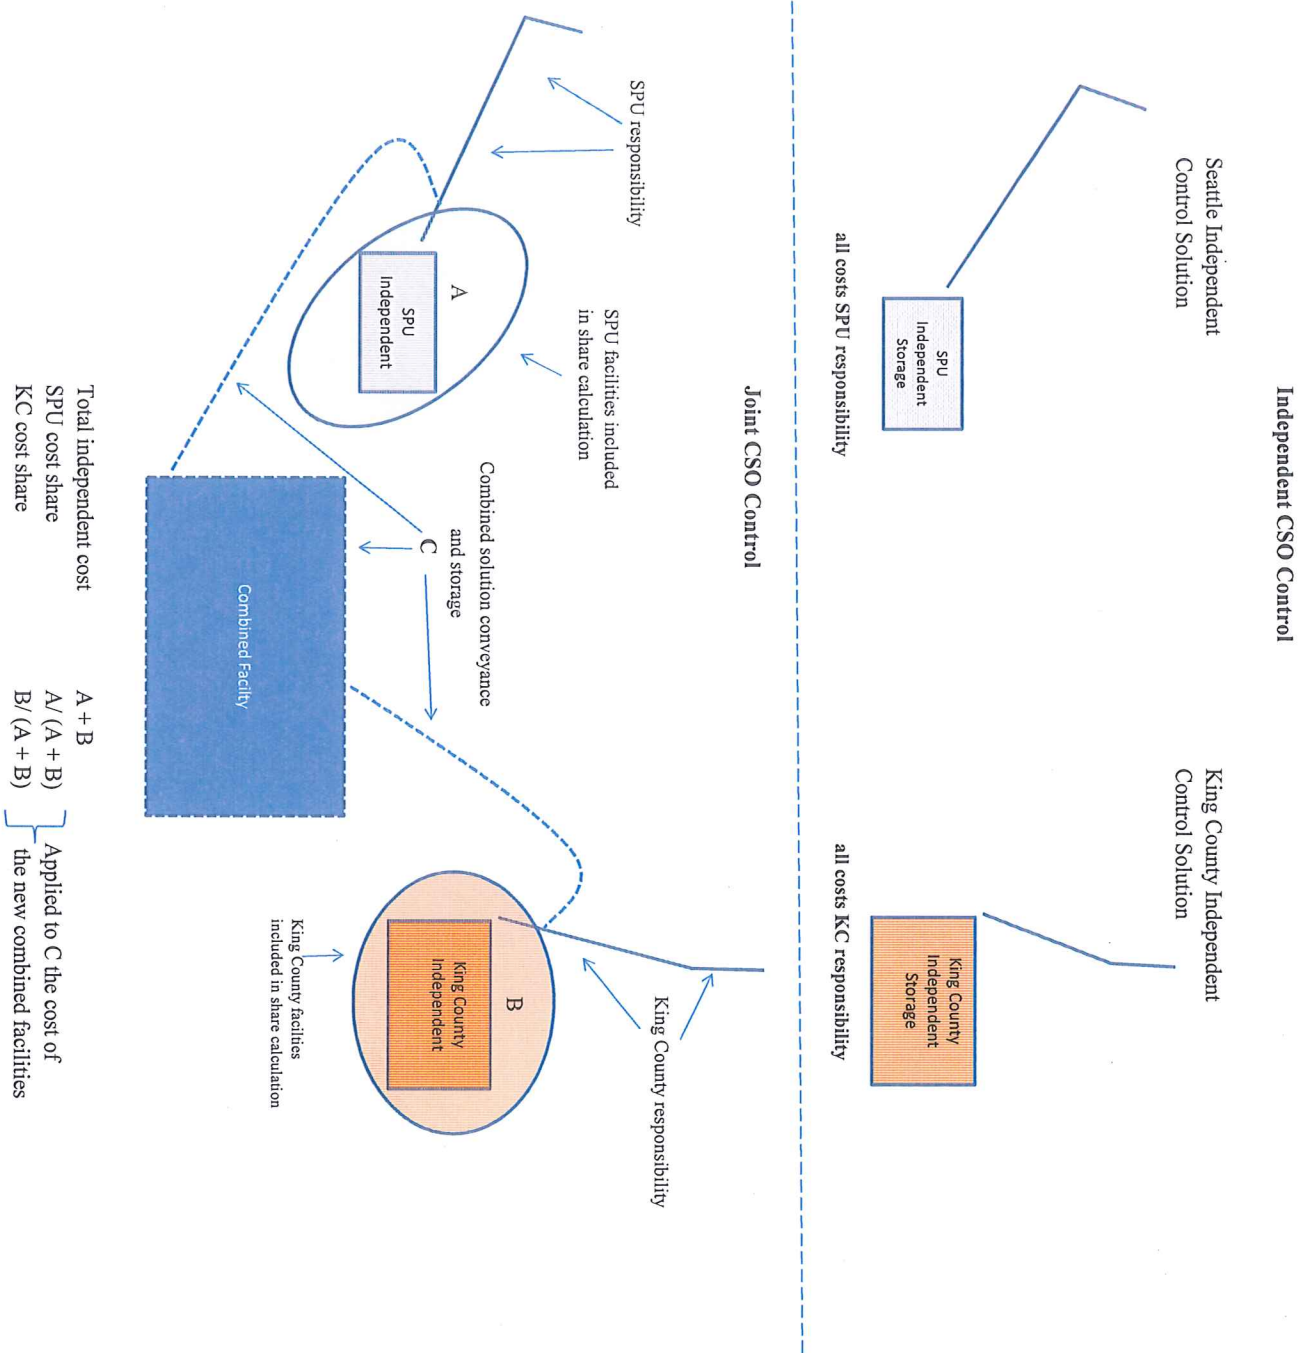 Independent CSO Control
Seattle Independent
Control Solution
King County Independent
Control Solution
SPU
Independent
Storage
King County
Independent
Storage
all costs SPU responsibility
all costs KC responsibility
Joint CSO Control
SPU responsibility
SPU facilities included
in share calculation
King County responsibility
A
SPU
Independent
Combined solution conveyance
and storage
C
B
King County
Independent
King County facilties
included in share calculation
Combined Facilty
Total independent cost A + B
SPU cost share A/(A + B)
KC cost share B/(A + B)
Applied to C the cost of
the new combined facilities